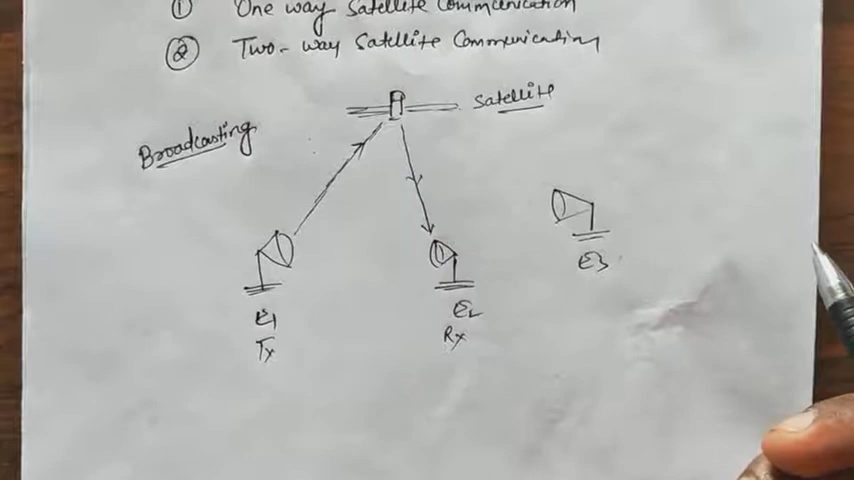 ① One way Satellite Communication
② Two-way Satellite Communication
Satellite
Broadcasting
E3
E1
E2
Tx
Rx